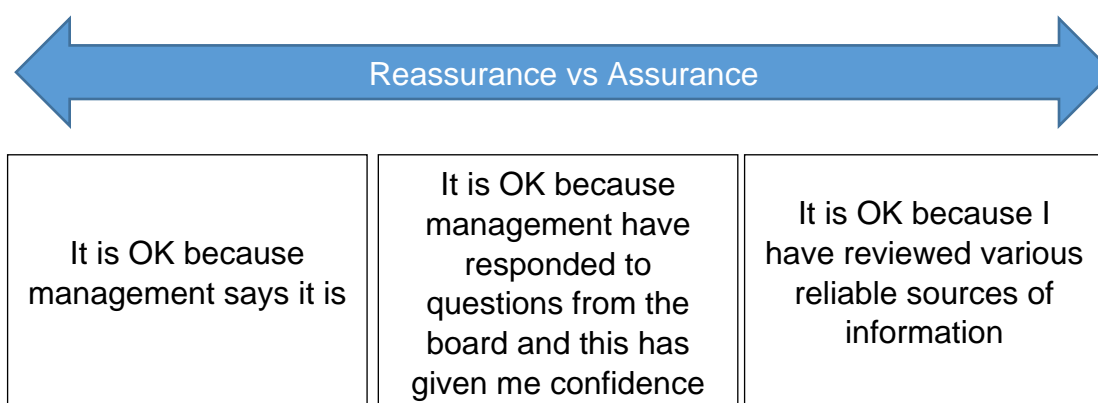 Reassurance vs Assurance
It is OK because
management says it is
It is OK because
management have
responded to
questions from the
board and this has
given me confidence
It is OK because I
have reviewed various
reliable sources of
information